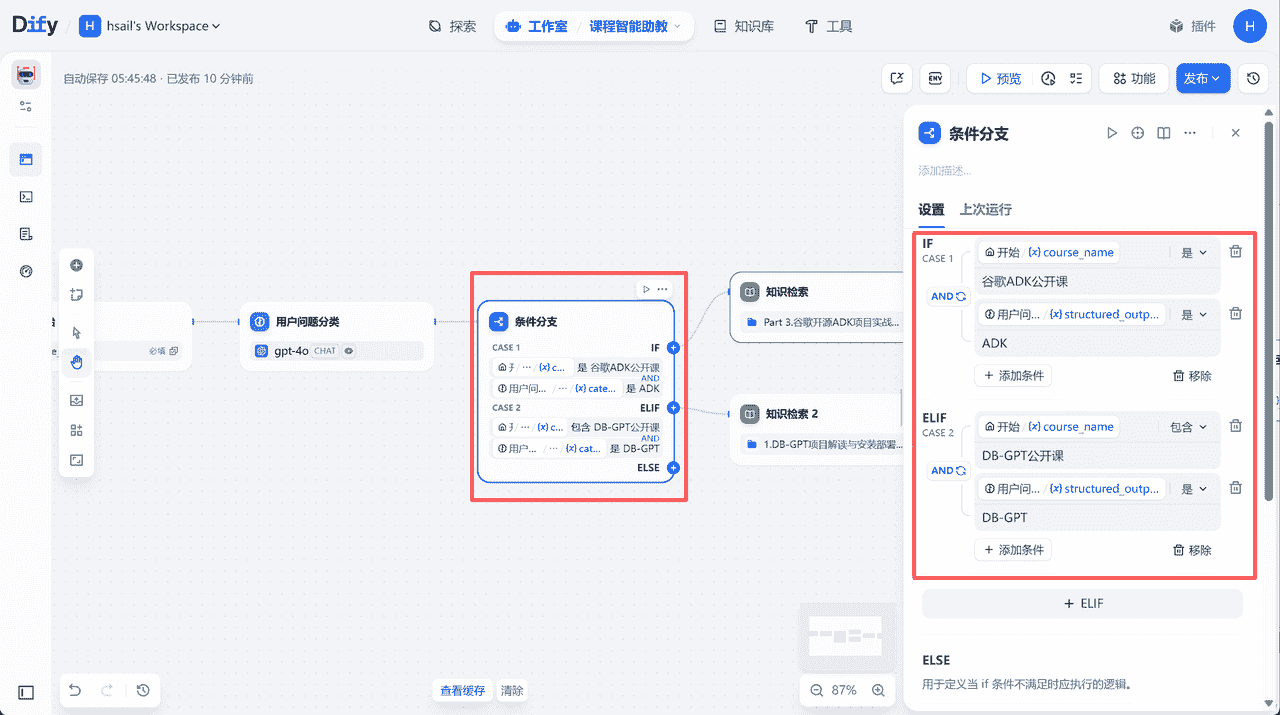 Dify
H hsail's Workspace
探索
工作室 / 课程智能助教
知识库
工具
插件
H
自动保存 05:45:48 · 已发布 10 分钟前
ENV
预览
功能
发布
必填
用户问题分类
gpt-4o CHAT
条件分支
CASE 1 IF
{x} c... 是 谷歌ADK公开课
AND
用户问... ··· {x} cate... 是 ADK
CASE 2 ELIF
{x} c... 包含 DB-GPT公开课
AND
用户... ··· {x} cat... 是 DB-GPT
ELSE
知识检索
Part 3.谷歌开源ADK项目实战...
知识检索 2
1.DB-GPT项目解读与安装部署...
查看缓存 清除
87%
条件分支
添加描述...
设置 上次运行
IF
CASE 1
开始 / {x} course_name 是
谷歌ADK公开课
AND
用户问... / {x} structured_outp... 是
ADK
+ 添加条件 移除
ELIF
CASE 2
开始 / {x} course_name 包含
DB-GPT公开课
AND
用户问... / {x} structured_outp... 是
DB-GPT
+ 添加条件 移除
+ ELIF
ELSE
用于定义当 if 条件不满足时应执行的逻辑。